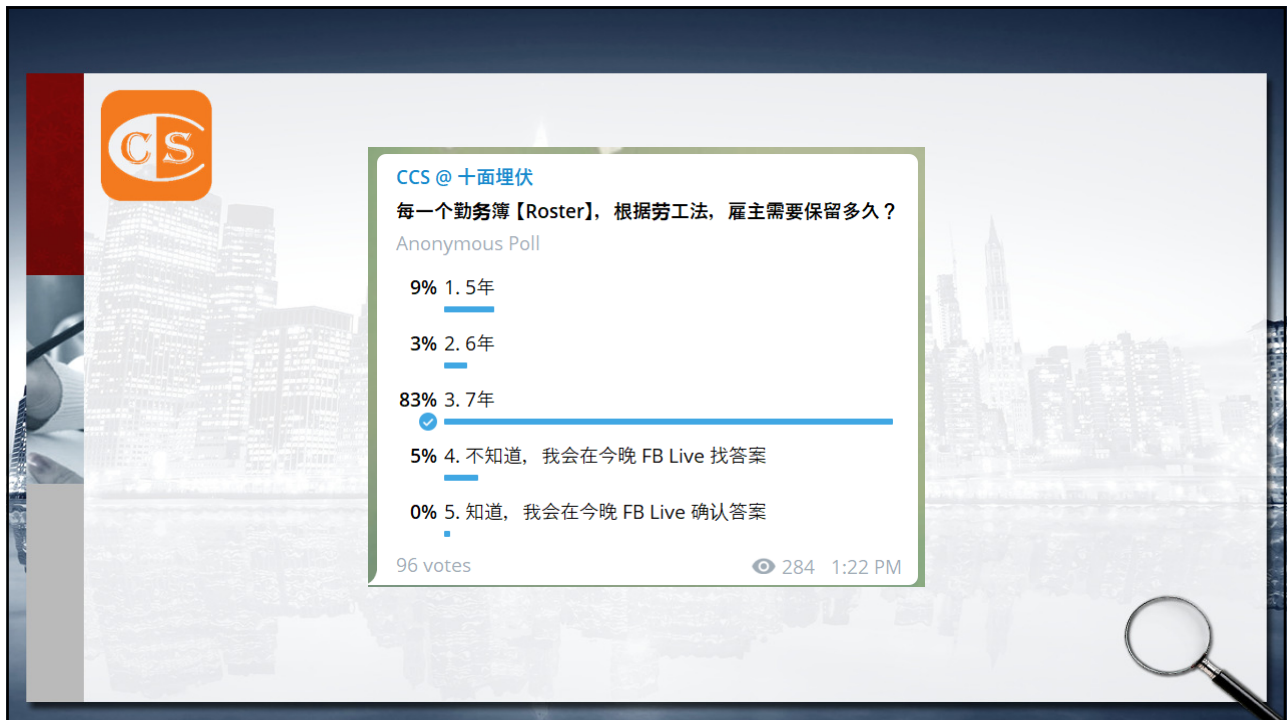 CS
CCS @ 十面埋伏
每一个勤务簿【Roster】，根据劳工法，雇主需要保留多久？
Anonymous Poll
9% 1. 5年
3% 2. 6年
83% 3. 7年
5% 4. 不知道，我会在今晚 FB Live 找答案
0% 5. 知道，我会在今晚 FB Live 确认答案
96 votes 284 1:22 PM